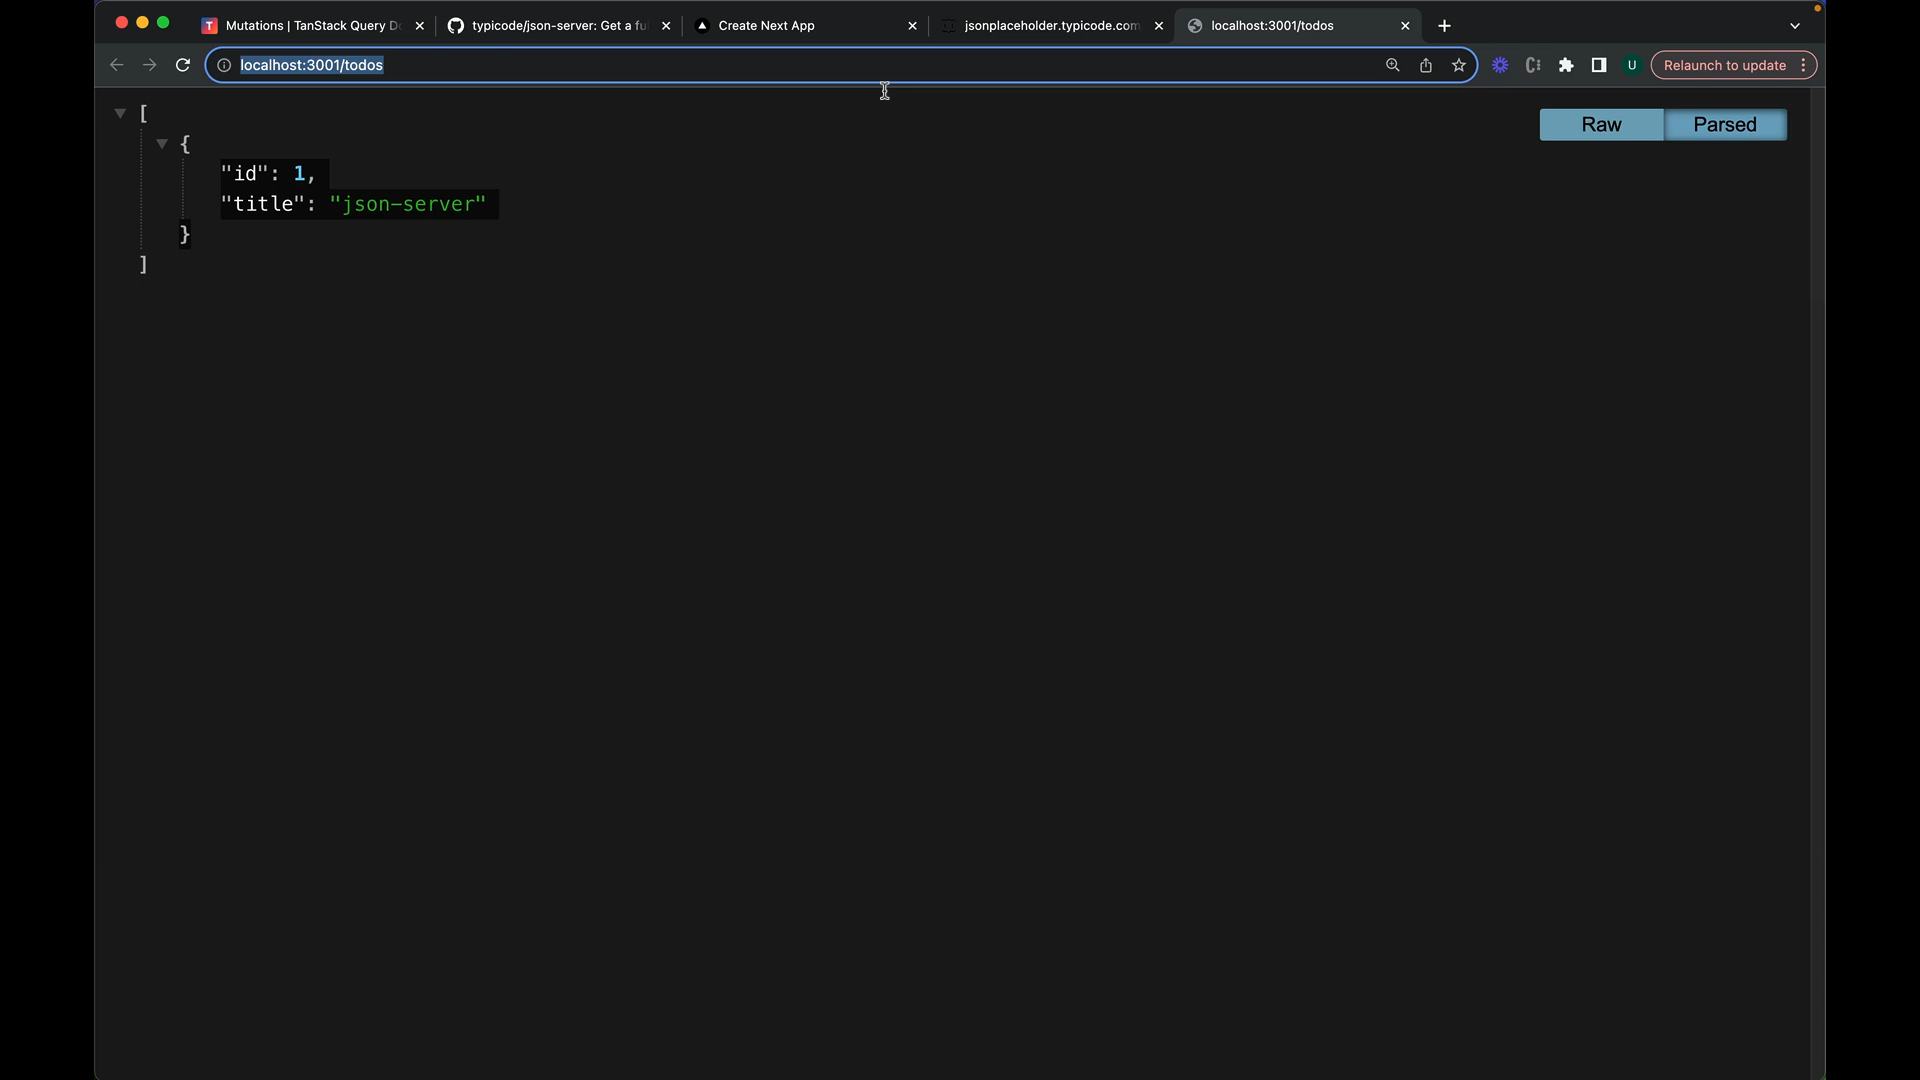 Mutations | TanStack Query D
typicode/json-server: Get a fu
Create Next App
jsonplaceholder.typicode.com
localhost:3001/todos
localhost:3001/todos
U
Relaunch to update
[
Raw
Parsed
{
"id": 1,
"title": "json-server"
}
]